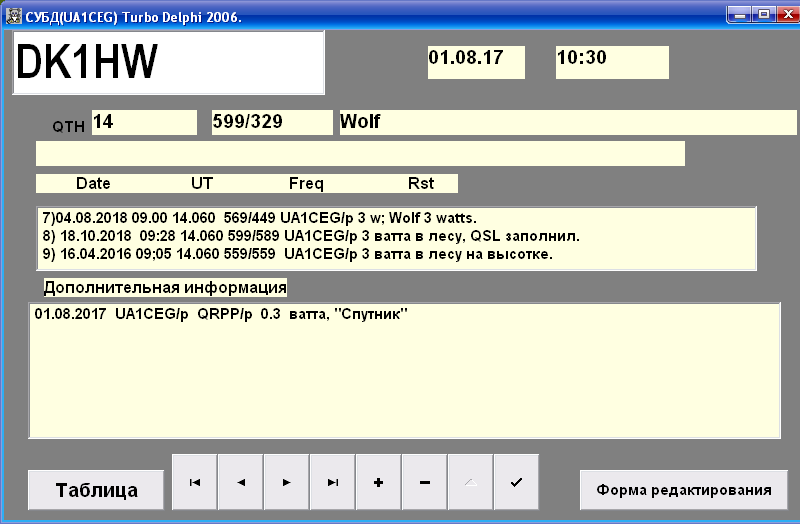 СУБД(UA1CEG) Turbo Delphi 2006.
DK1HW 01.08.17 10:30
QTH 14 599/329 Wolf
Date UT Freq Rst
7)04.08.2018 09.00 14.060 569/449 UA1CEG/p 3 w; Wolf 3 watts.
8) 18.10.2018 09:28 14.060 599/589 UA1CEG/p 3 ватта в лесу, QSL заполнил.
9) 16.04.2016 09;05 14.060 559/559 UA1CEG/p 3 ватта в лесу на высотке.
Дополнительная информация
01.08.2017 UA1CEG/p QRPP/p 0.3 ватта, "Спутник"
Таблица Форма редактирования